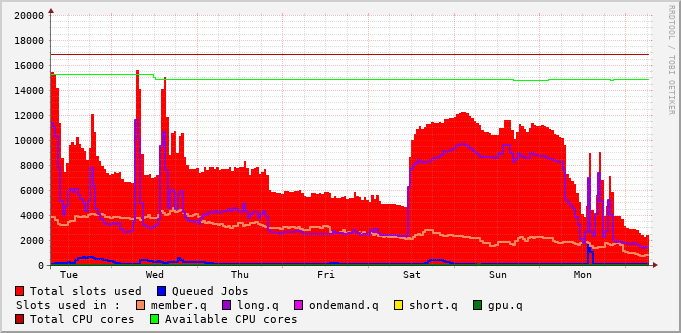 20000
18000
16000
14000
12000
10000
8000
6000
4000
2000
0
Tue Wed Thu Fri Sat Sun Mon
Total slots used Queued Jobs
Slots used in : member.q long.q ondemand.q short.q gpu.q
Total CPU cores Available CPU cores
RRDTOOL / TOBI OETIKER